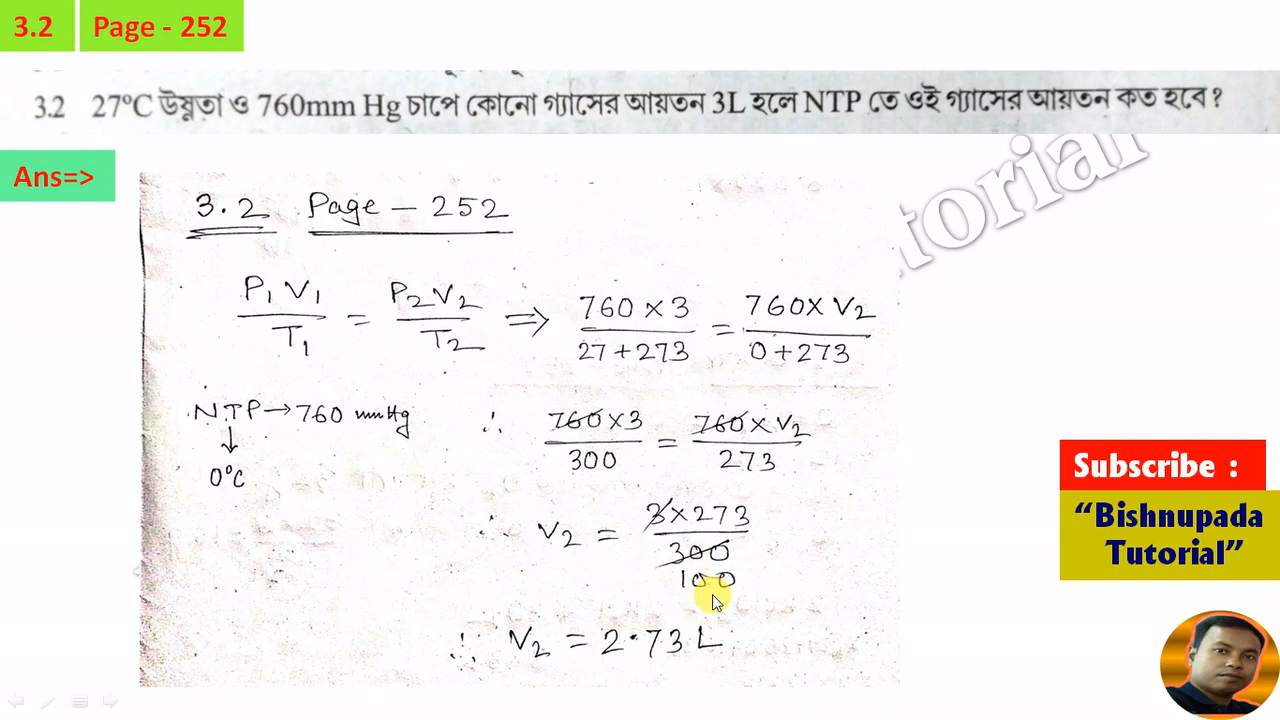 3.2 Page - 252
3.2 27ºC উষ্ণতা ও 760mm Hg চাপে কোনো গ্যাসের আয়তন 3L হলে NTP তে ওই গ্যাসের আয়তন কত হবে?
Ans=>
torial
3.2 Page - 252
P₁V₁/T₁ = P₂V₂/T₂ ⇒ 760 × 3/27+273 = 760×V₂/0+273
NTP → 760 mmHg
↓
0°C
∴ 760×3/300 = 760×V₂/273
∴ V₂ = 3×273/300
100
∴ V₂ = 2.73 L
Subscribe :
“Bishnupada
Tutorial”